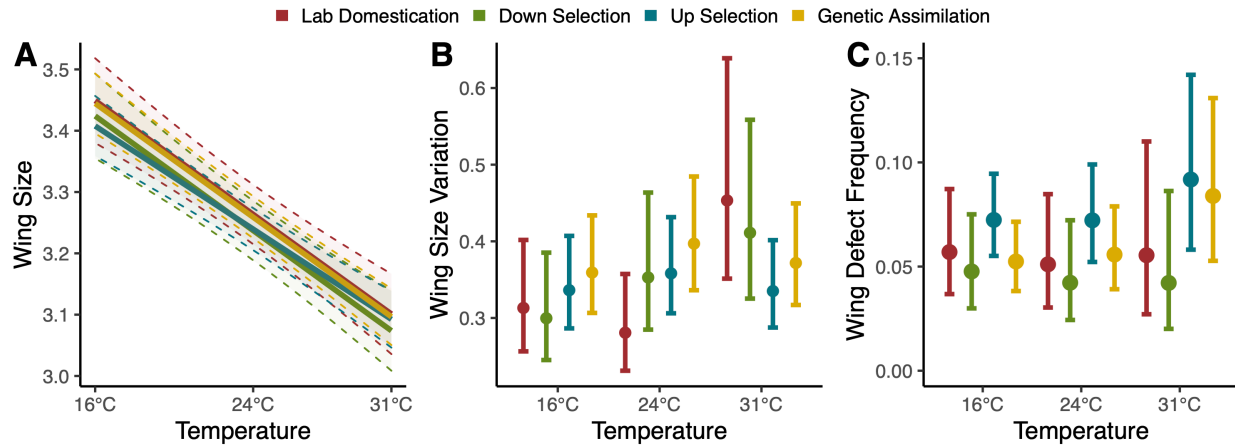 Lab Domestication Down Selection Up Selection Genetic Assimilation
A
Wing Size
3.5
3.4
3.3
3.2
3.1
3.0
16°C 24°C 31°C
Temperature
B
Wing Size Variation
0.6
0.5
0.4
0.3
16°C 24°C 31°C
Temperature
C
Wing Defect Frequency
0.15
0.10
0.05
0.00
16°C 24°C 31°C
Temperature